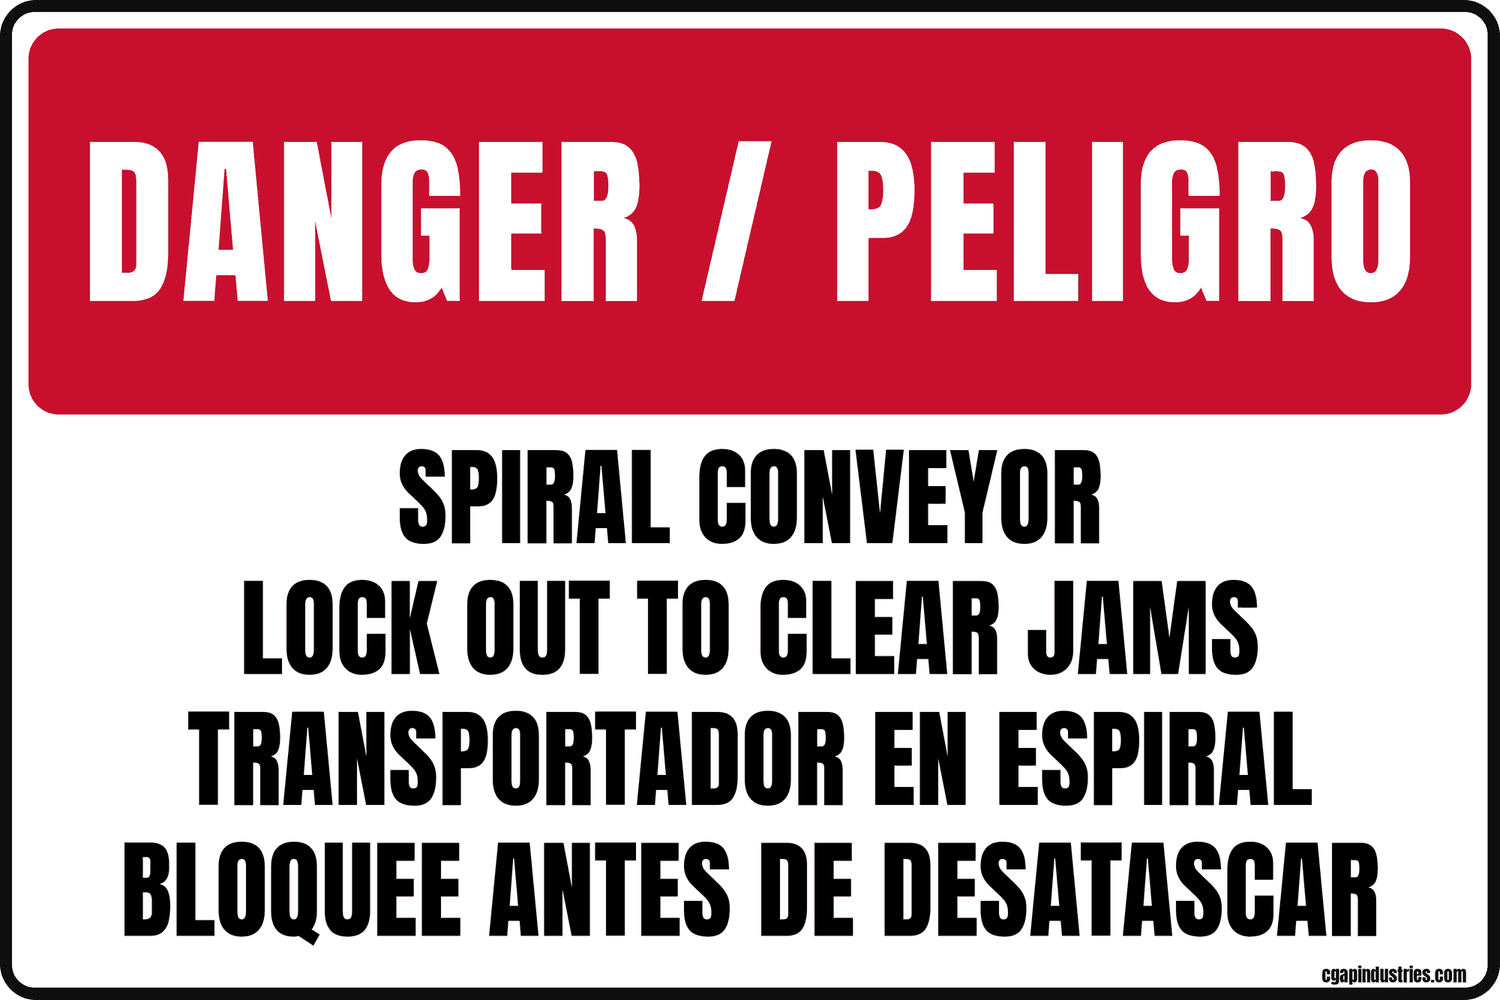 DANGER / PELIGRO
SPIRAL CONVEYOR
LOCK OUT TO CLEAR JAMS
TRANSPORTADOR EN ESPIRAL
BLOQUEE ANTES DE DESATASCAR
cgapindustries.com